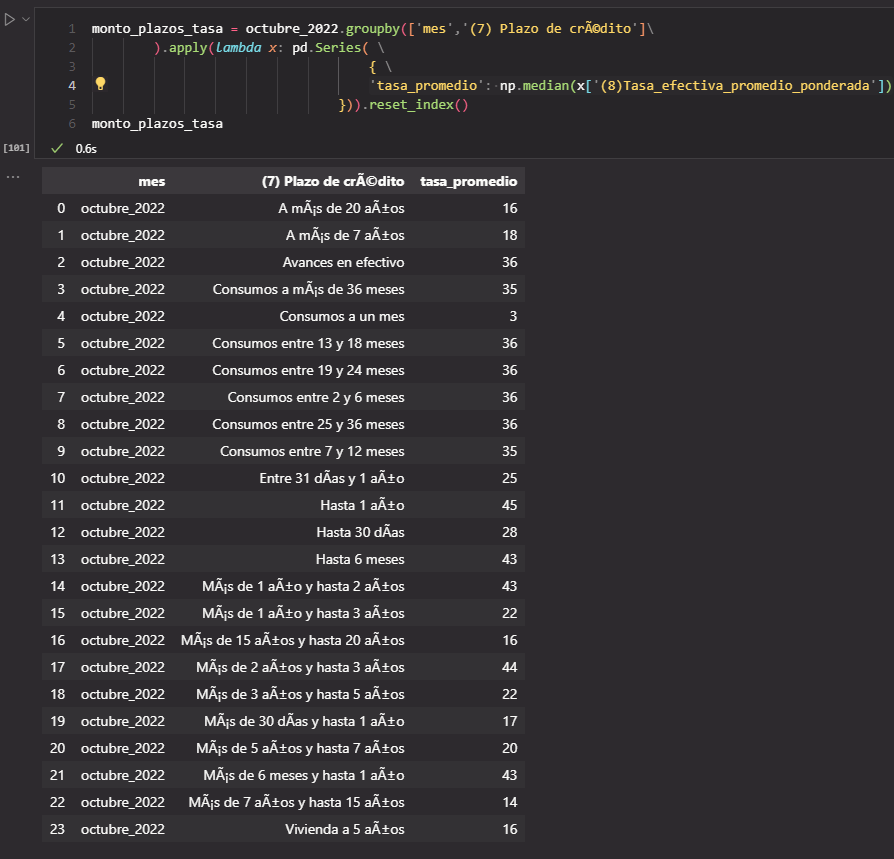 1 monto_plazos_tasa = octubre_2022.groupby(['mes','(7) Plazo de crÃ©dito']\
2 ).apply(lambda x: pd.Series( \
3 { \
4 'tasa_promedio': np.median(x['(8)Tasa_efectiva_promedio_ponderada'])
5 })).reset_index()
6 monto_plazos_tasa
[101] 0.6s
mes (7) Plazo de crÃ©dito tasa_promedio
0 octubre_2022 A mÃ¡s de 20 aÃ±os 16
1 octubre_2022 A mÃ¡s de 7 aÃ±os 18
2 octubre_2022 Avances en efectivo 36
3 octubre_2022 Consumos a mÃ¡s de 36 meses 35
4 octubre_2022 Consumos a un mes 3
5 octubre_2022 Consumos entre 13 y 18 meses 36
6 octubre_2022 Consumos entre 19 y 24 meses 36
7 octubre_2022 Consumos entre 2 y 6 meses 36
8 octubre_2022 Consumos entre 25 y 36 meses 36
9 octubre_2022 Consumos entre 7 y 12 meses 35
10 octubre_2022 Entre 31 dÃas y 1 aÃ±o 25
11 octubre_2022 Hasta 1 aÃ±o 45
12 octubre_2022 Hasta 30 dÃas 28
13 octubre_2022 Hasta 6 meses 43
14 octubre_2022 MÃ¡s de 1 aÃ±o y hasta 2 aÃ±os 43
15 octubre_2022 MÃ¡s de 1 aÃ±o y hasta 3 aÃ±os 22
16 octubre_2022 MÃ¡s de 15 aÃ±os y hasta 20 aÃ±os 16
17 octubre_2022 MÃ¡s de 2 aÃ±os y hasta 3 aÃ±os 44
18 octubre_2022 MÃ¡s de 3 aÃ±os y hasta 5 aÃ±os 22
19 octubre_2022 MÃ¡s de 30 dÃas y hasta 1 aÃ±o 17
20 octubre_2022 MÃ¡s de 5 aÃ±os y hasta 7 aÃ±os 20
21 octubre_2022 MÃ¡s de 6 meses y hasta 1 aÃ±o 43
22 octubre_2022 MÃ¡s de 7 aÃ±os y hasta 15 aÃ±os 14
23 octubre_2022 Vivienda a 5 aÃ±os 16